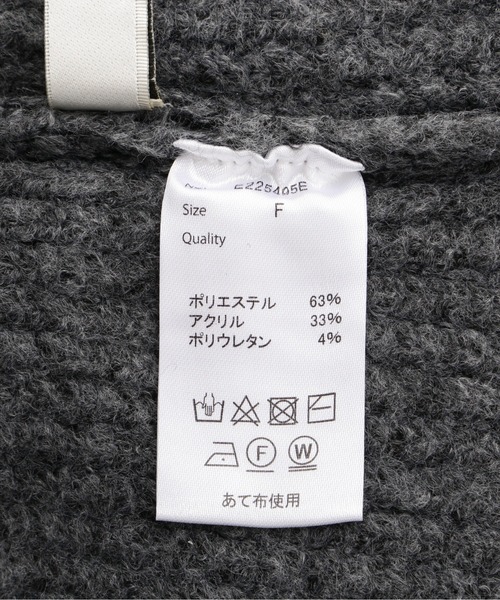 E225405E
Size F
Quality
ポリエステル 63%
アクリル 33%
ポリウレタン 4%
F W
あて布使用